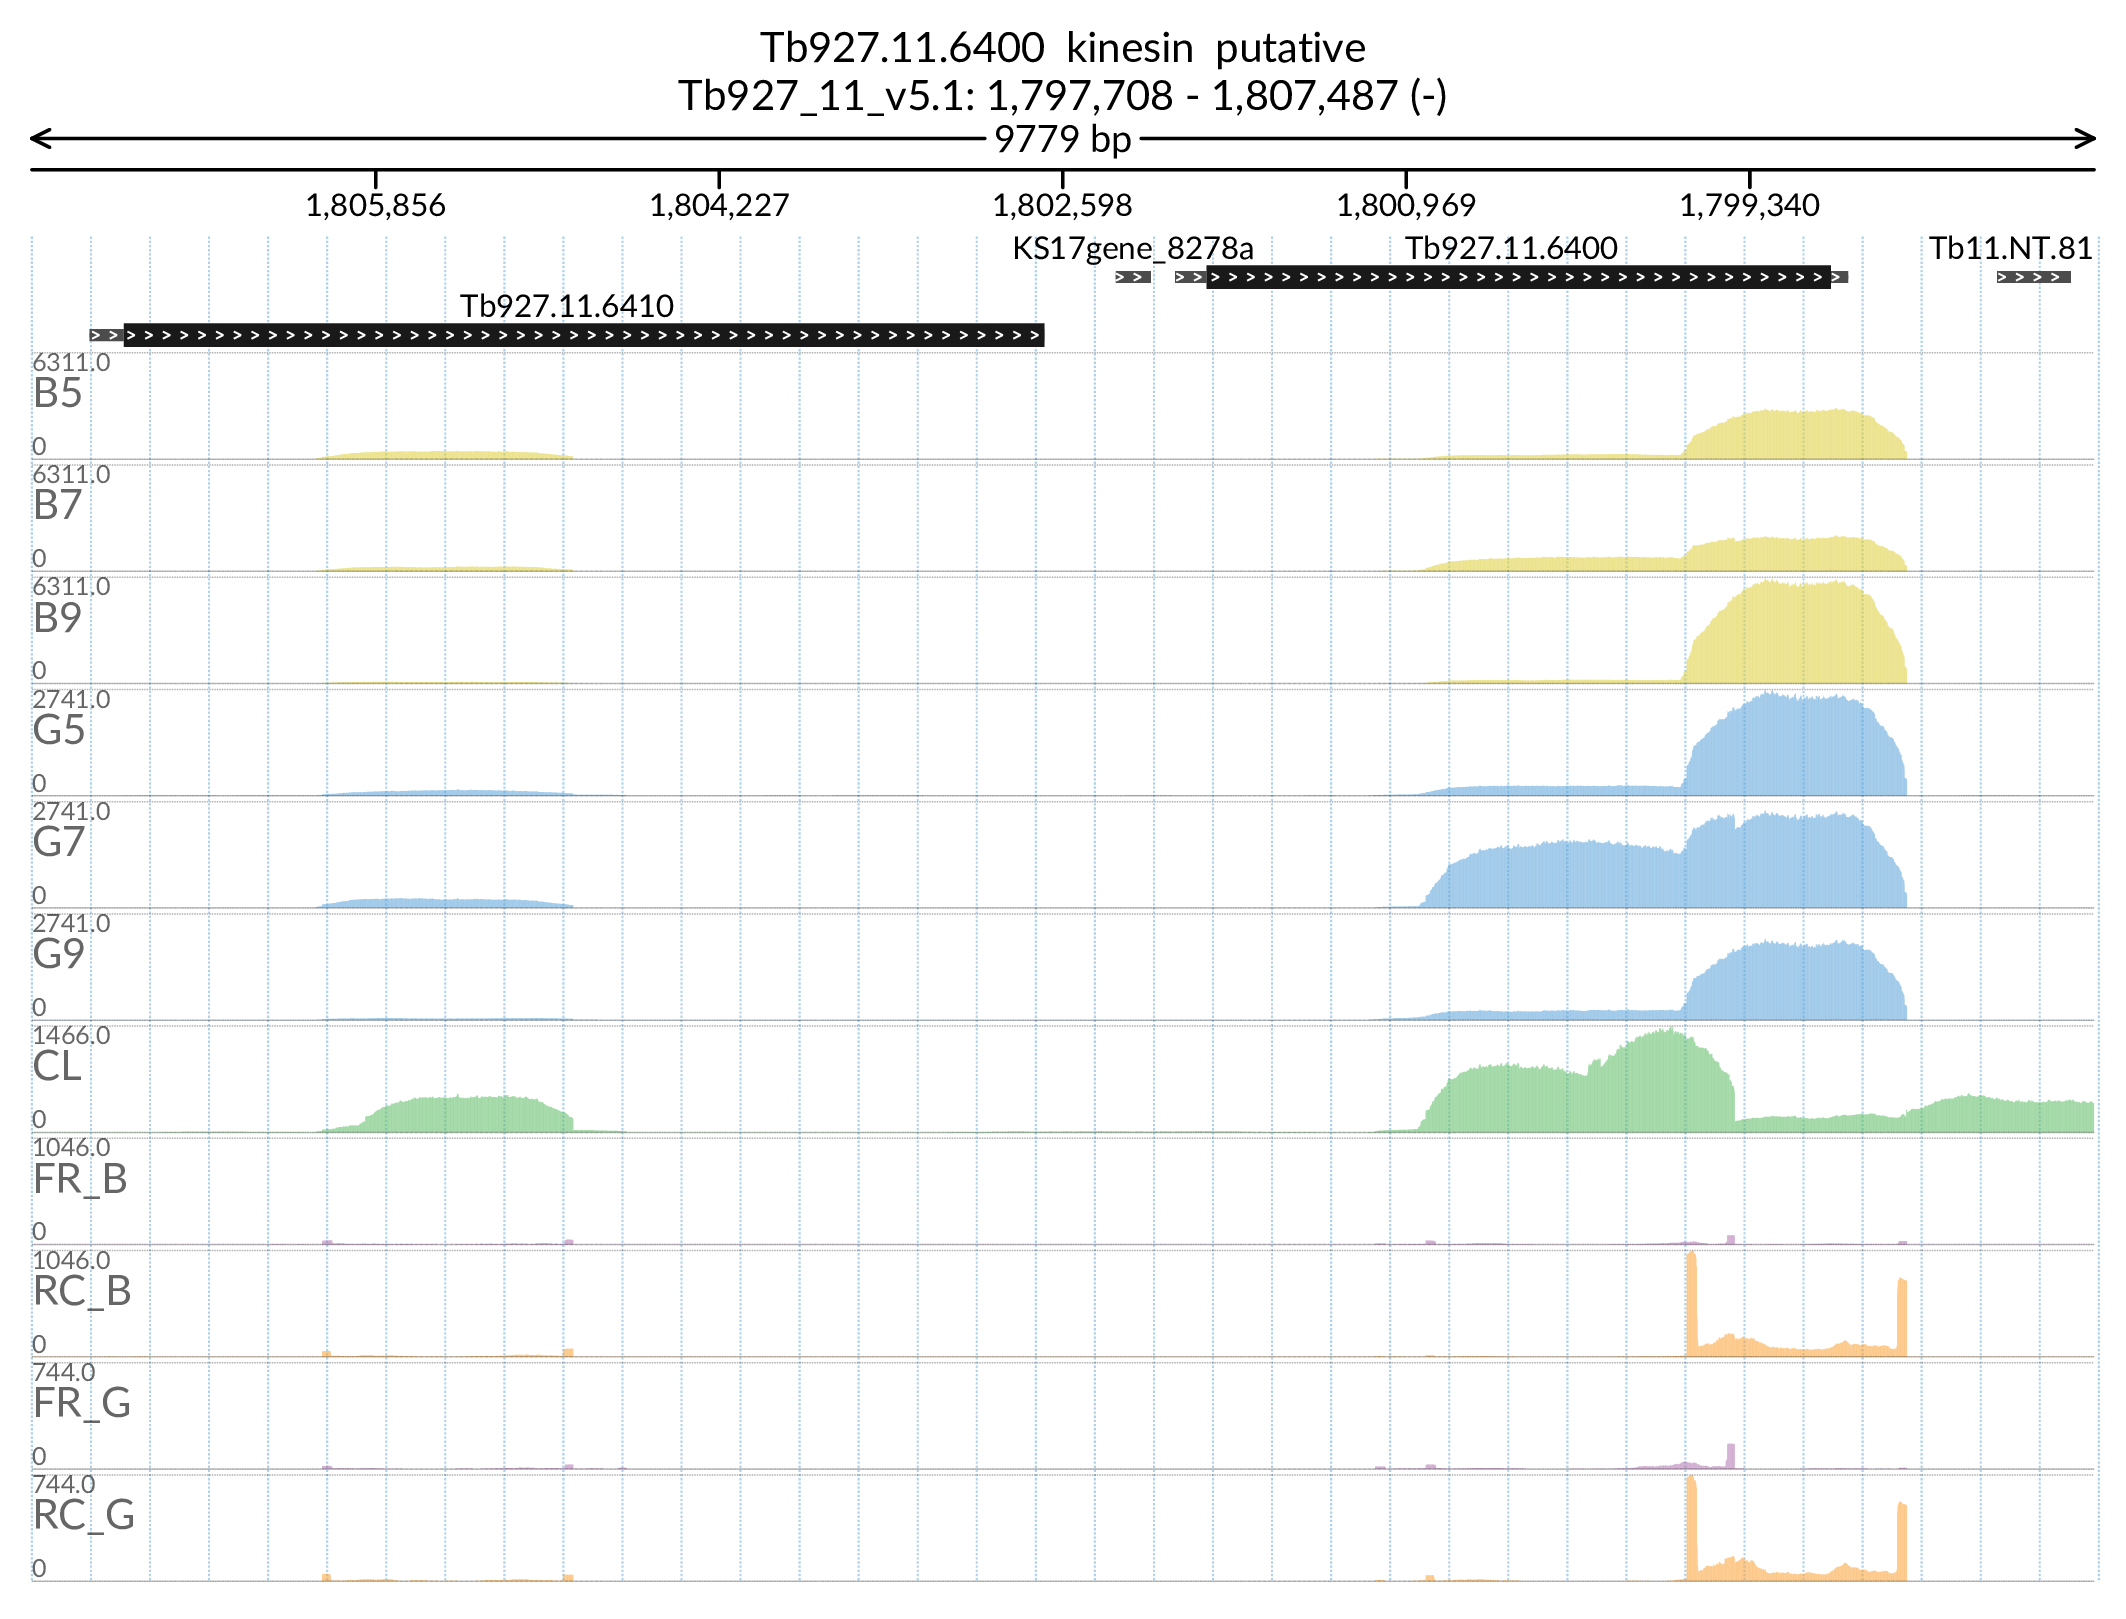 Tb927.11.6400 kinesin putative
Tb927_11_v5.1: 1,797,708 - 1,807,487 (-)
9779 bp
1,805,856 1,804,227 1,802,598 1,800,969 1,799,340
KS17gene_8278a Tb927.11.6400 Tb11.NT.81
Tb927.11.6410
6311.0
B5
0
6311.0
B7
0
6311.0
B9
0
2741.0
G5
0
2741.0
G7
0
2741.0
G9
0
1466.0
CL
0
1046.0
FR_B
0
1046.0
RC_B
0
744.0
FR_G
0
744.0
RC_G
0